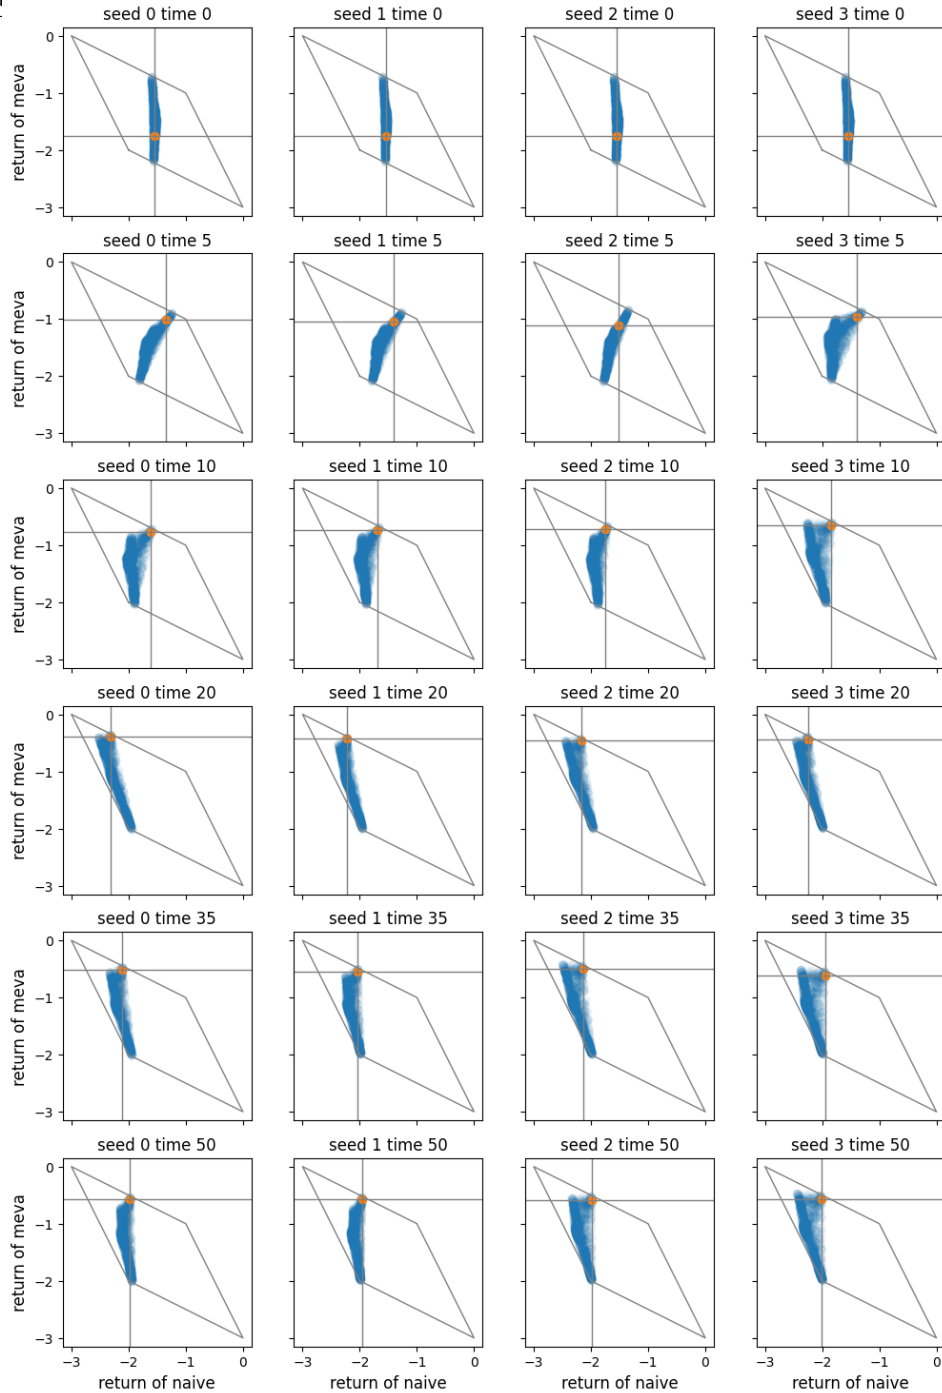 seed 0 time 0
seed 1 time 0
seed 2 time 0
seed 3 time 0
0
−1
−2
−3
return of meva
seed 0 time 5
seed 1 time 5
seed 2 time 5
seed 3 time 5
0
−1
−2
−3
return of meva
seed 0 time 10
seed 1 time 10
seed 2 time 10
seed 3 time 10
0
−1
−2
−3
return of meva
seed 0 time 20
seed 1 time 20
seed 2 time 20
seed 3 time 20
0
−1
−2
−3
return of meva
seed 0 time 35
seed 1 time 35
seed 2 time 35
seed 3 time 35
0
−1
−2
−3
return of meva
seed 0 time 50
seed 1 time 50
seed 2 time 50
seed 3 time 50
0
−1
−2
−3
return of meva
−3 −2 −1 0
−3 −2 −1 0
−3 −2 −1 0
−3 −2 −1 0
return of naive
return of naive
return of naive
return of naive